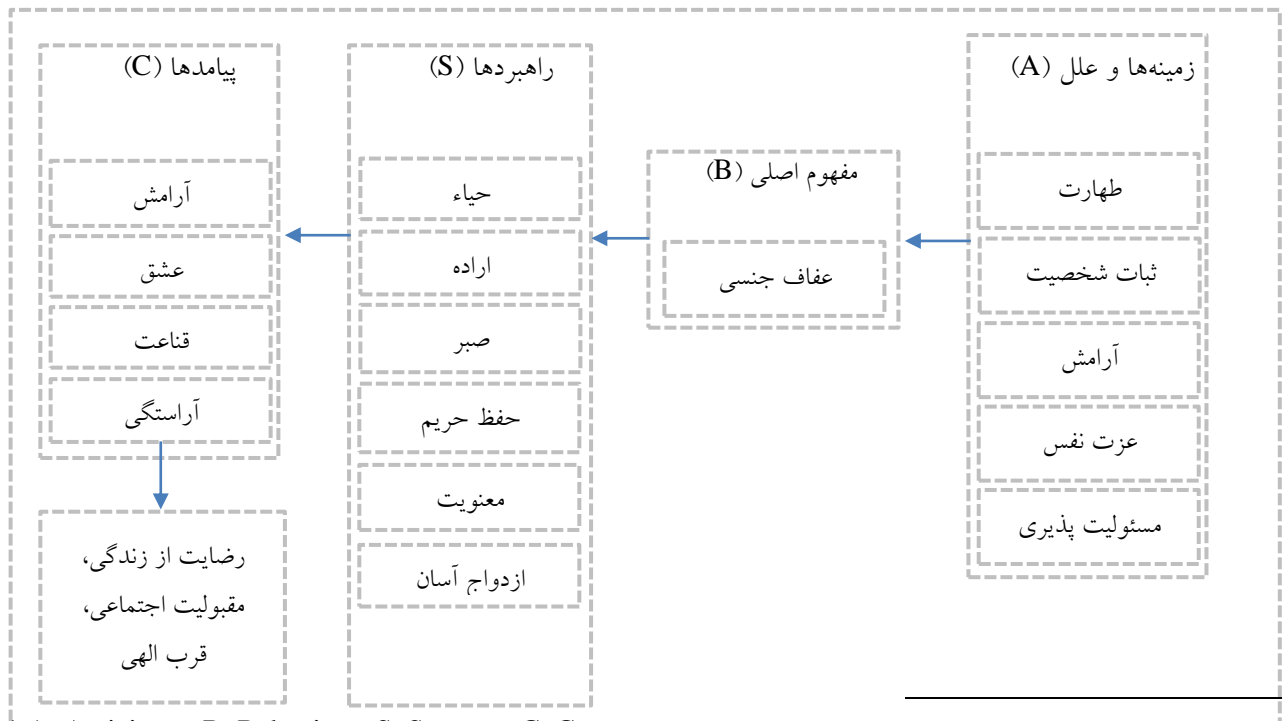 زمینه‌ها و علل (A)
طهارت
ثبات شخصیت
آرامش
عزت نفس
مسئولیت پذیری
مفهوم اصلی (B)
عفاف جنسی
راهبردها (S)
حیاء
اراده
صبر
حفظ حریم
معنویت
ازدواج آسان
پیامدها (C)
آرامش
عشق
قناعت
آراستگی
رضایت از زندگی،
مقبولیت اجتماعی،
قرب الهی